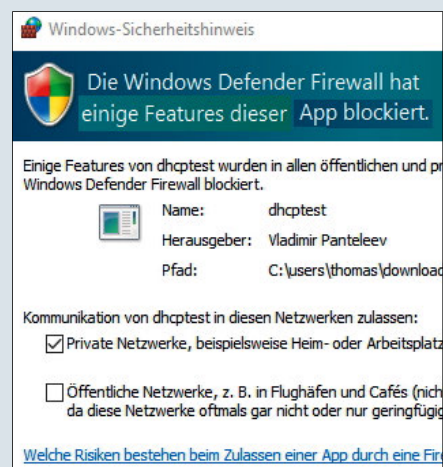 Windows-Sicherheitshinweis
Die Windows Defender Firewall hat
einige Features dieser App blockiert.
Einige Features von dhcptest wurden in allen öffentlichen und pr
Windows Defender Firewall blockiert.
Name: dhcptest
Herausgeber: Vladimir Panteleev
Pfad: C:\users\thomas\download
Kommunikation von dhcptest in diesen Netzwerken zulassen:
Private Netzwerke, beispielsweise Heim- oder Arbeitsplatz
Öffentliche Netzwerke, z. B. in Flughäfen und Cafés (nich
da diese Netzwerke oftmals gar nicht oder nur geringfügig
Welche Risiken bestehen beim Zulassen einer App durch eine Fire